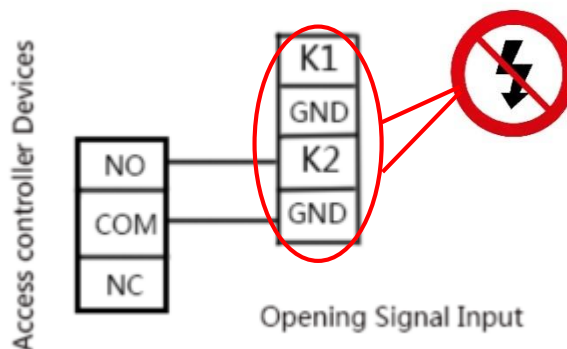 Access controller Devices
NO
COM
NC
K1
GND
K2
GND
Opening Signal Input